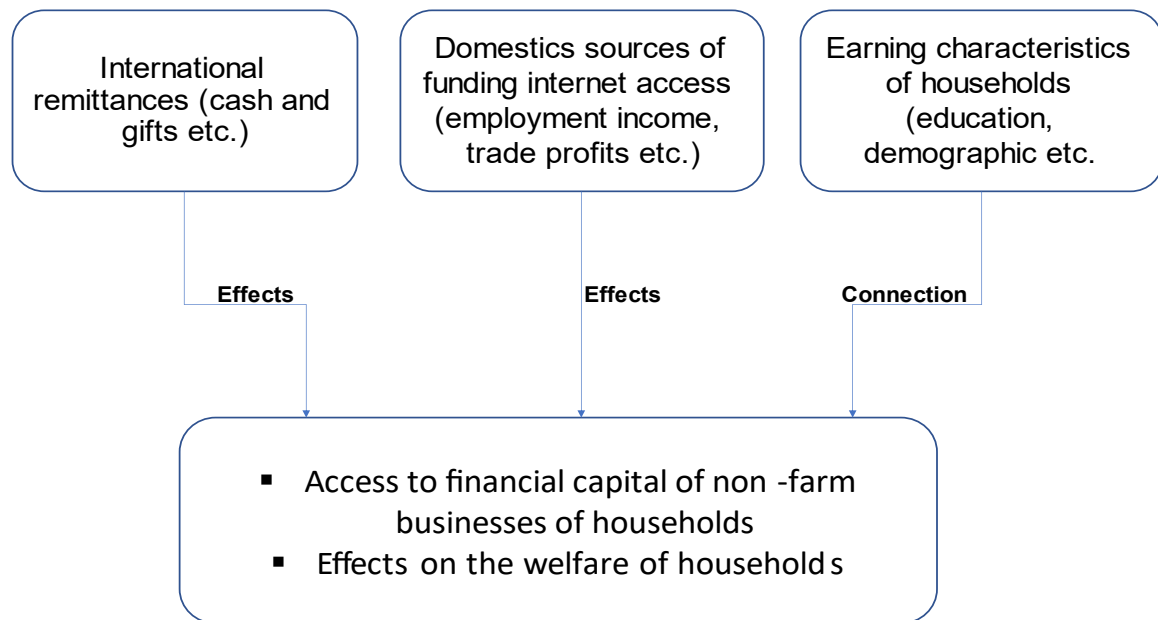 International
remittances (cash and
gifts etc.)
Domestics sources of
funding internet access
(employment income,
trade profits etc.)
Earning characteristics
of households
(education,
demographic etc.
Effects
Effects
Connection
▪ Access to financial capital of non -farm
businesses of households
▪ Effects on the welfare of households